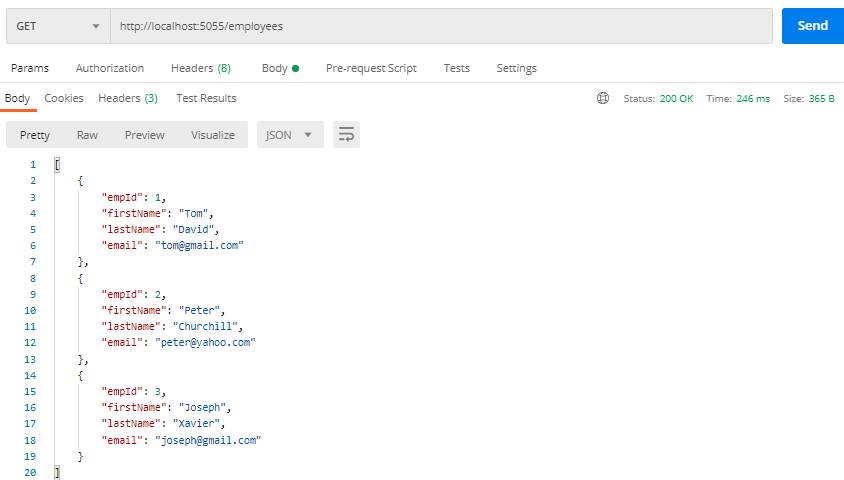 GET http://localhost:5055/employees Send
Params Authorization Headers (8) Body Pre-request Script Tests Settings
Body Cookies Headers (3) Test Results Status: 200 OK Time: 246 ms Size: 365 B
Pretty Raw Preview Visualize JSON
1 [
2 {
3 "empId": 1,
4 "firstName": "Tom",
5 "lastName": "David",
6 "email": "tom@gmail.com"
7 },
8 {
9 "empId": 2,
10 "firstName": "Peter",
11 "lastName": "Churchill",
12 "email": "peter@yahoo.com"
13 },
14 {
15 "empId": 3,
16 "firstName": "Joseph",
17 "lastName": "Xavier",
18 "email": "joseph@gmail.com"
19 }
20 ]